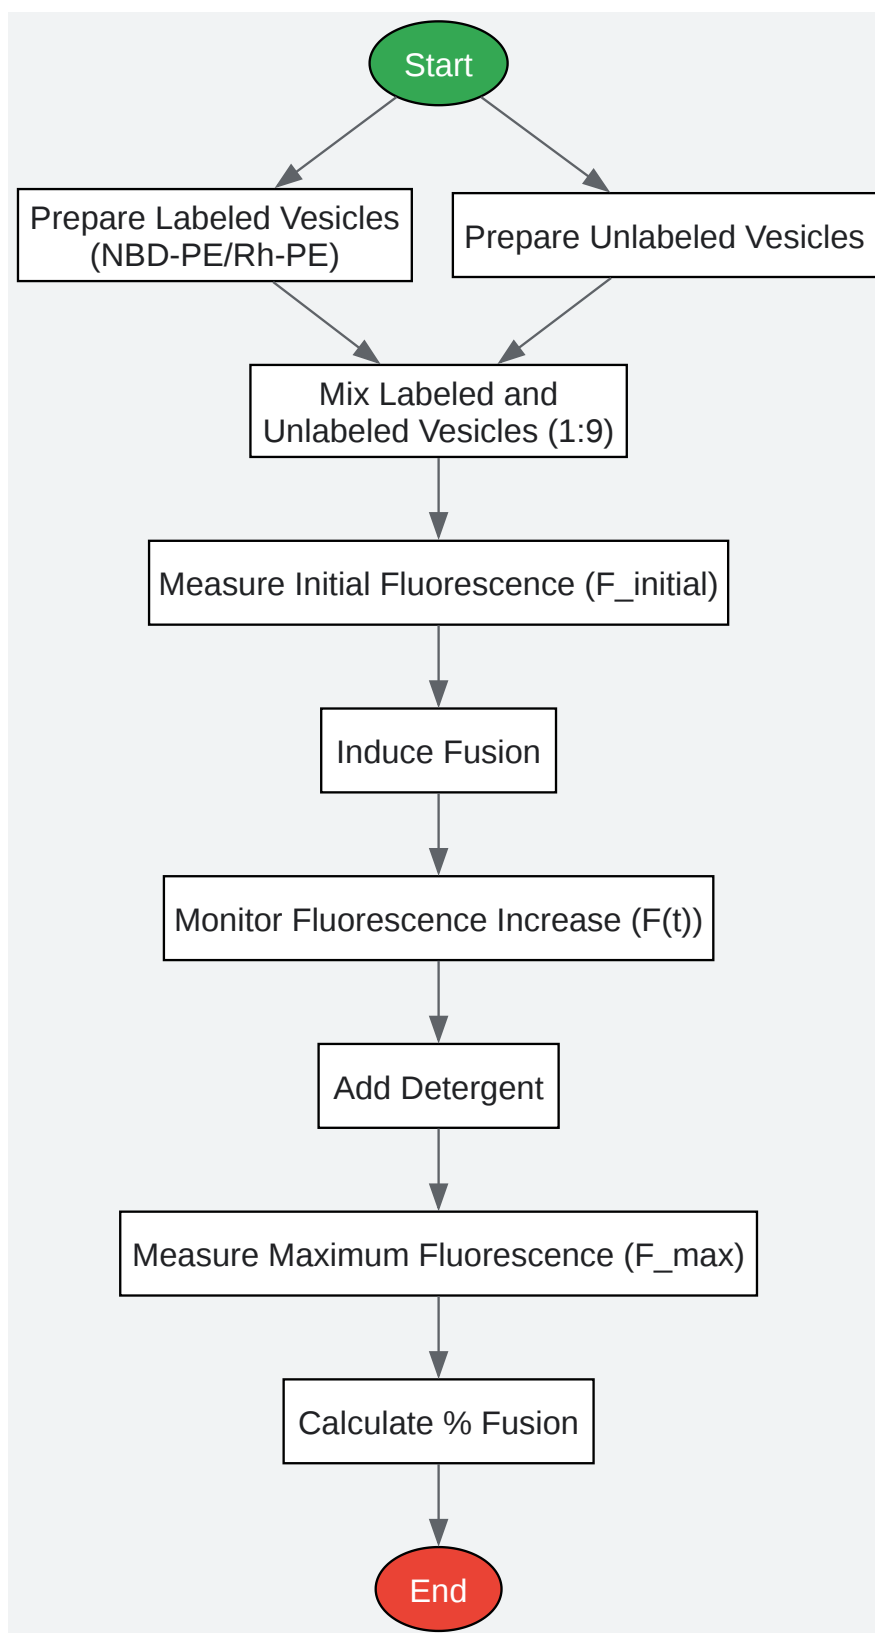 Start
Prepare Labeled Vesicles
(NBD-PE/Rh-PE)
Prepare Unlabeled Vesicles
Mix Labeled and
Unlabeled Vesicles (1:9)
Measure Initial Fluorescence (F_initial)
Induce Fusion
Monitor Fluorescence Increase (F(t))
Add Detergent
Measure Maximum Fluorescence (F_max)
Calculate % Fusion
End